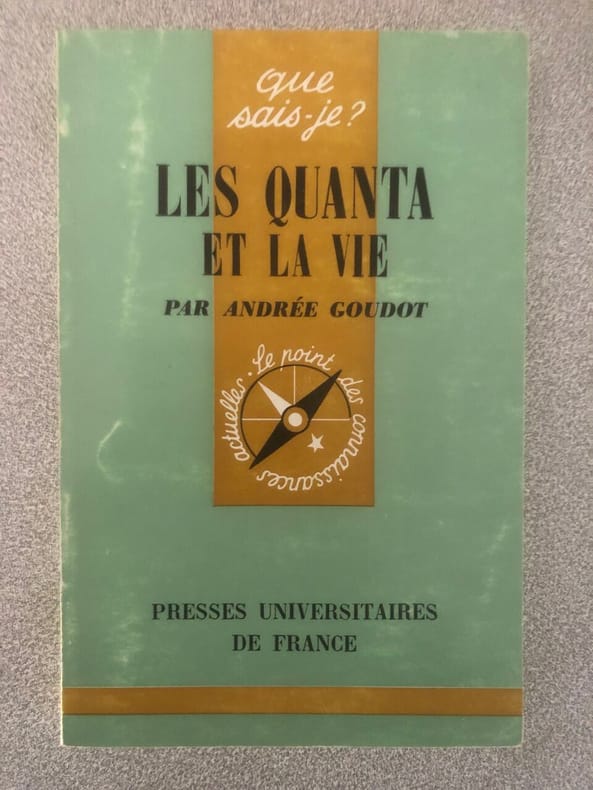 que
sais-je?
LES QUANTA
ET LA VIE
PAR ANDRÉE GOUDOT
Le point des connaissances actuelles.
PRESSES UNIVERSITAIRES
DE FRANCE